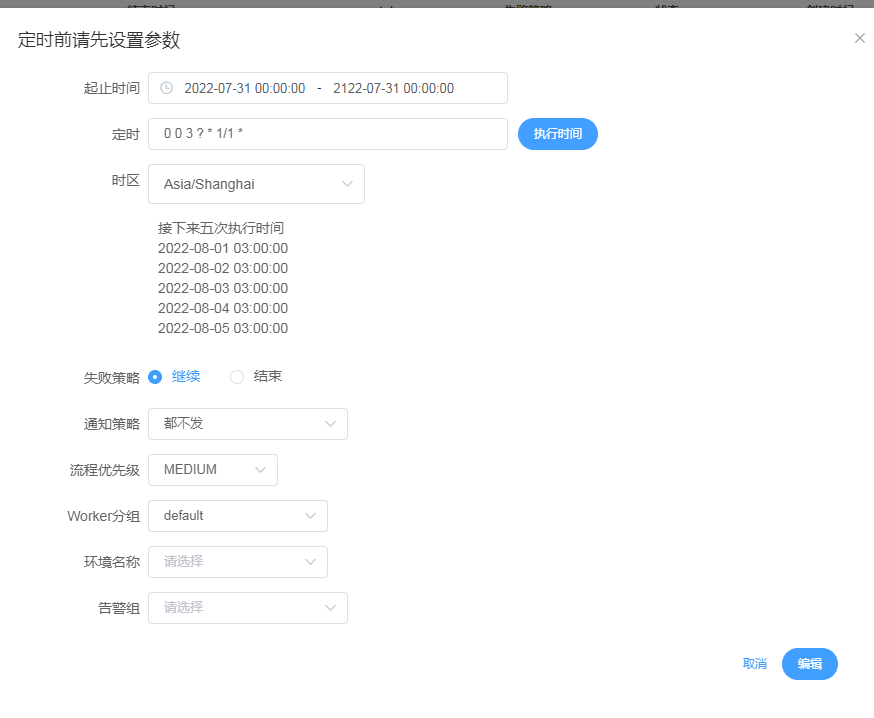 定时前请先设置参数
起止时间 2022-07-31 00:00:00 - 2122-07-31 00:00:00
定时 0 0 3 ? * 1/1 * 执行时间
时区 Asia/Shanghai
接下来五次执行时间
2022-08-01 03:00:00
2022-08-02 03:00:00
2022-08-03 03:00:00
2022-08-04 03:00:00
2022-08-05 03:00:00
失败策略 继续 结束
通知策略 都不发
流程优先级 MEDIUM
Worker分组 default
环境名称 请选择
告警组 请选择
取消 编辑